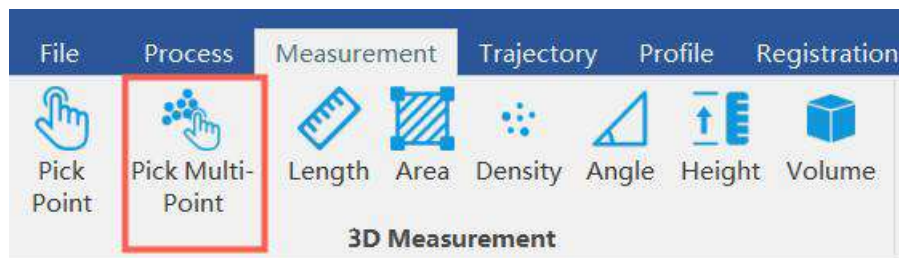 File Process Measurement Trajectory Profile Registration
Pick Point Pick Multi-Point Length Area Density Angle Height Volume
3D Measurement